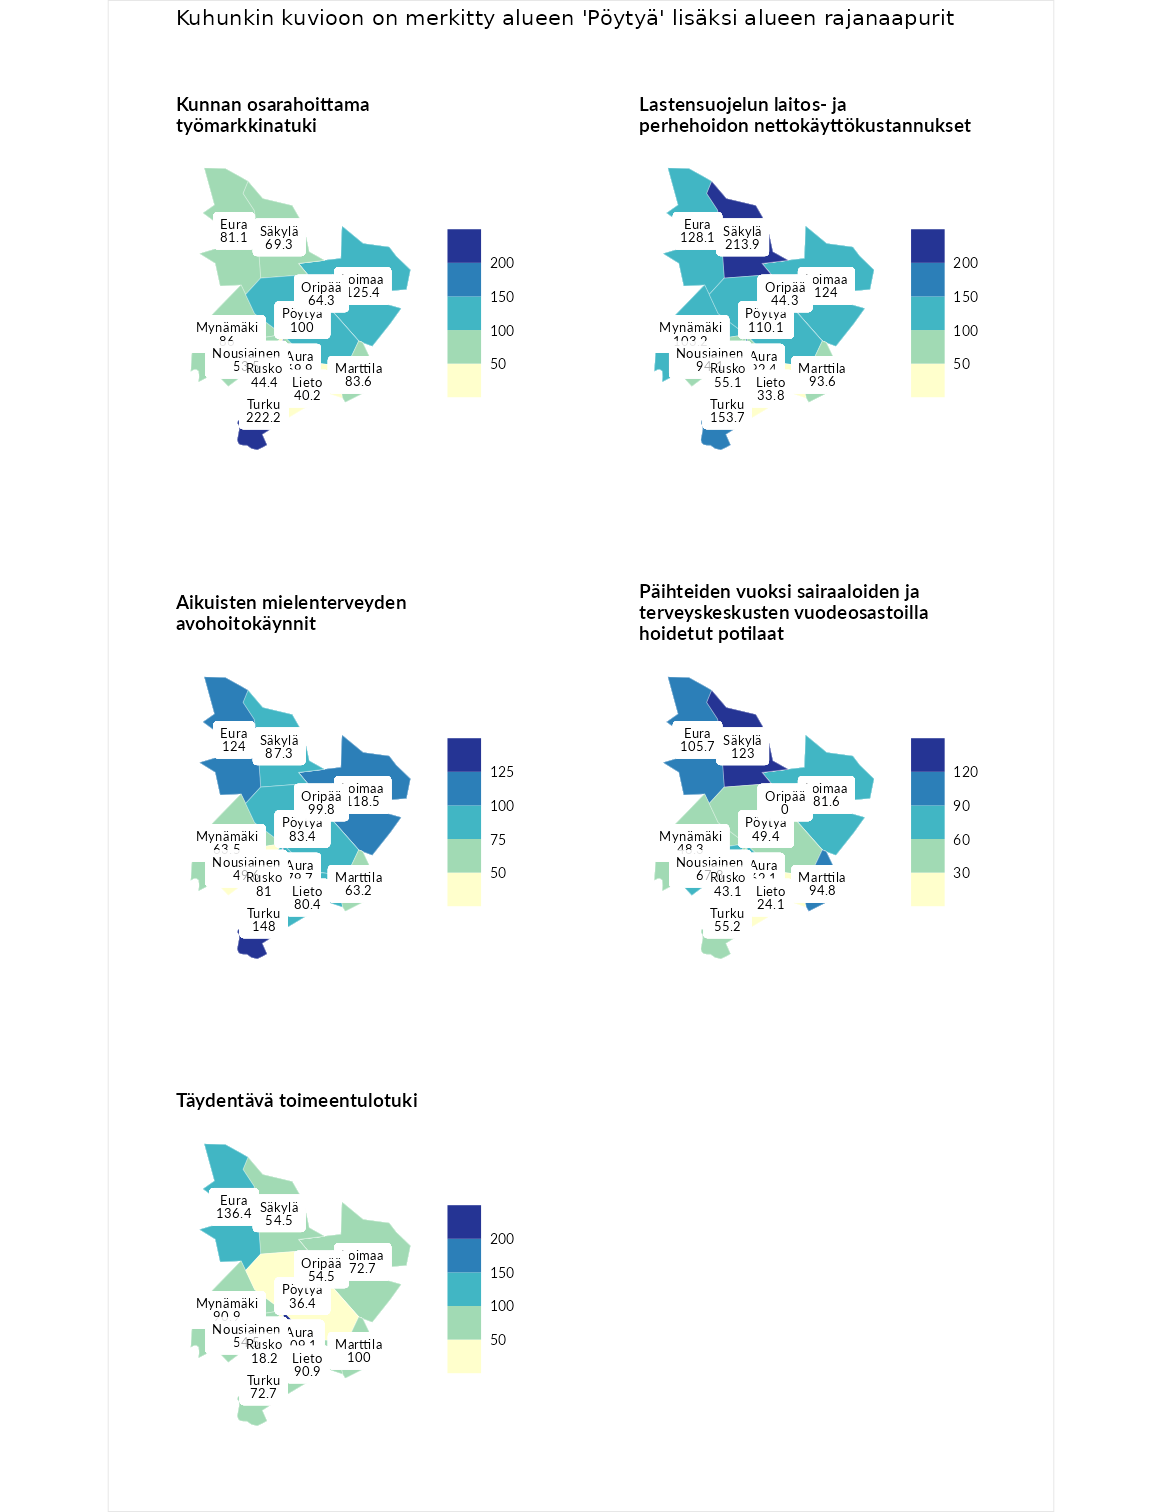 Kuhunkin kuvioon on merkitty alueen 'Pöytyä' lisäksi alueen rajanaapurit
Kunnan osarahoittama
työmarkkinatuki
Eura
81.1
Säkylä
69.3
125.4
Oripää
64.3
Pöytyä
100
Mynämäki
Nousiainen
Aura
Rusko
44.4
Lieto
40.2
Marttila
83.6
Turku
222.2
200
150
100
50
Lastensuojelun laitos- ja
perhehoidon nettokäyttökustannukset
Eura
128.1
Säkylä
213.9
124
Oripää
44.3
Pöytyä
110.1
Mynämäki
103.2
Nousiainen
Aura
Rusko
55.1
Lieto
33.8
Marttila
93.6
Turku
153.7
200
150
100
50
Aikuisten mielenterveyden
avohoitokäynnit
Eura
124
Säkylä
87.3
118.5
Oripää
99.8
Pöytyä
83.4
Mynämäki
63.5
Nousiainen
Aura
Rusko
81
Lieto
80.4
Marttila
63.2
Turku
148
125
100
75
50
Päihteiden vuoksi sairaaloiden ja
terveyskeskusten vuodeosastoilla
hoidetut potilaat
Eura
105.7
Säkylä
123
81.6
Oripää
0
Pöytyä
49.4
Mynämäki
48.3
Nousiainen
Aura
Rusko
43.1
Lieto
24.1
Marttila
94.8
Turku
55.2
120
90
60
30
Täydentävä toimeentulotuki
Eura
136.4
Säkylä
54.5
72.7
Oripää
54.5
Pöytyä
36.4
Mynämäki
90.9
Nousiainen
Aura
Rusko
18.2
Lieto
90.9
Marttila
100
Turku
72.7
200
150
100
50